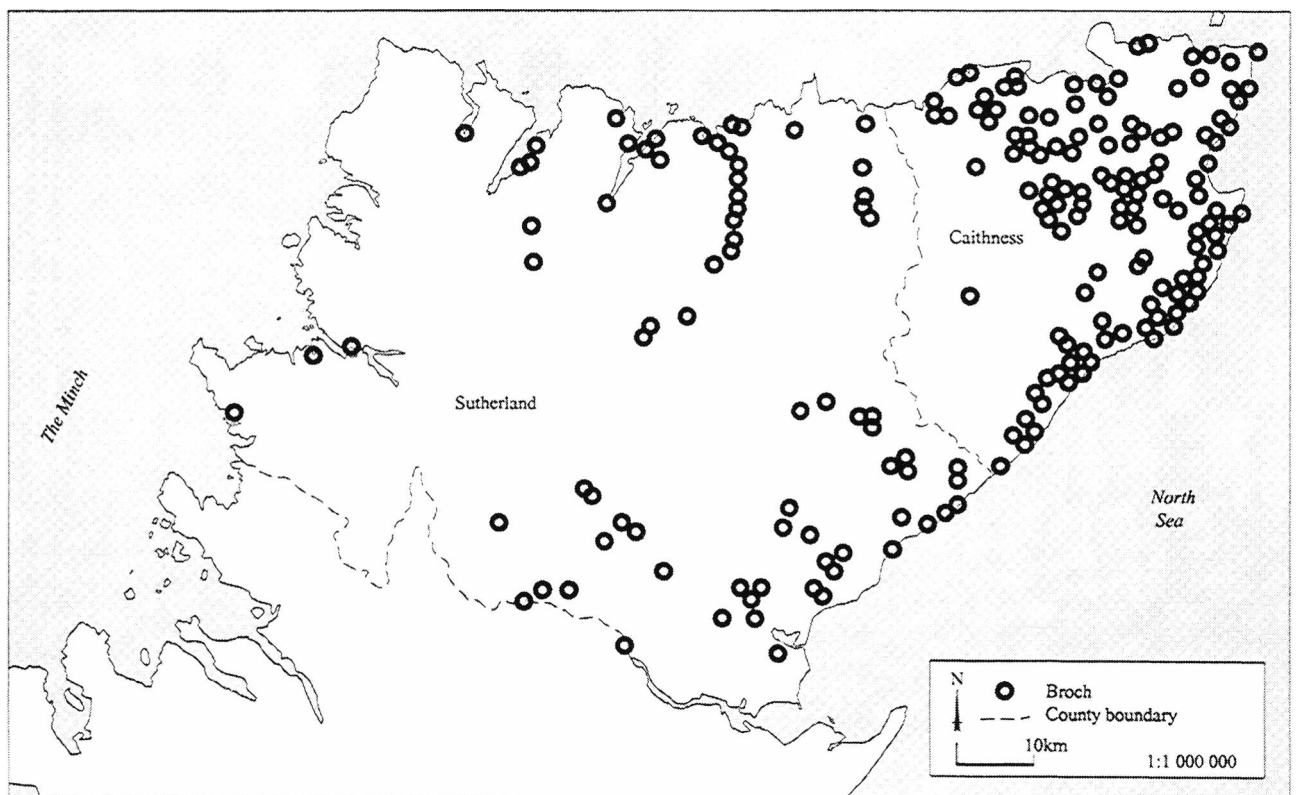 Caithness
Sutherland
The Minch
North
Sea
N
Broch
County boundary
10km
1:1 000 000